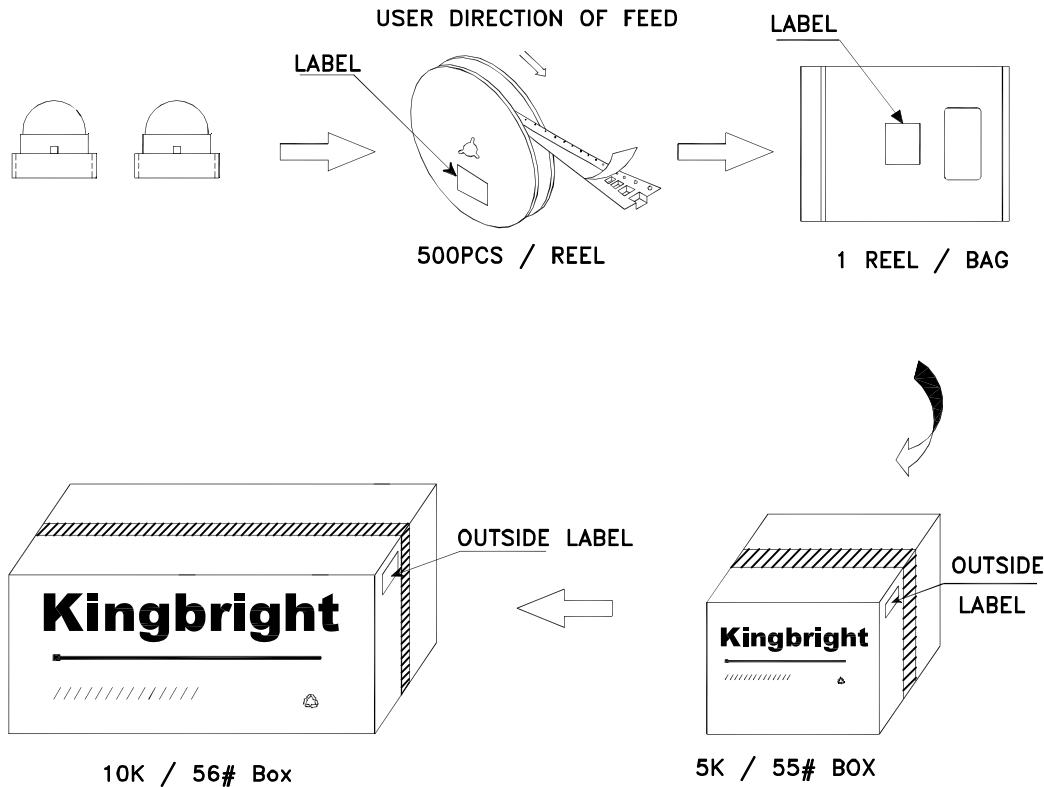 USER DIRECTION OF FEED
LABEL
LABEL
500PCS / REEL
1 REEL / BAG
OUTSIDE LABEL
Kingbright
10K / 56# Box
OUTSIDE
LABEL
Kingbright
5K / 55# BOX